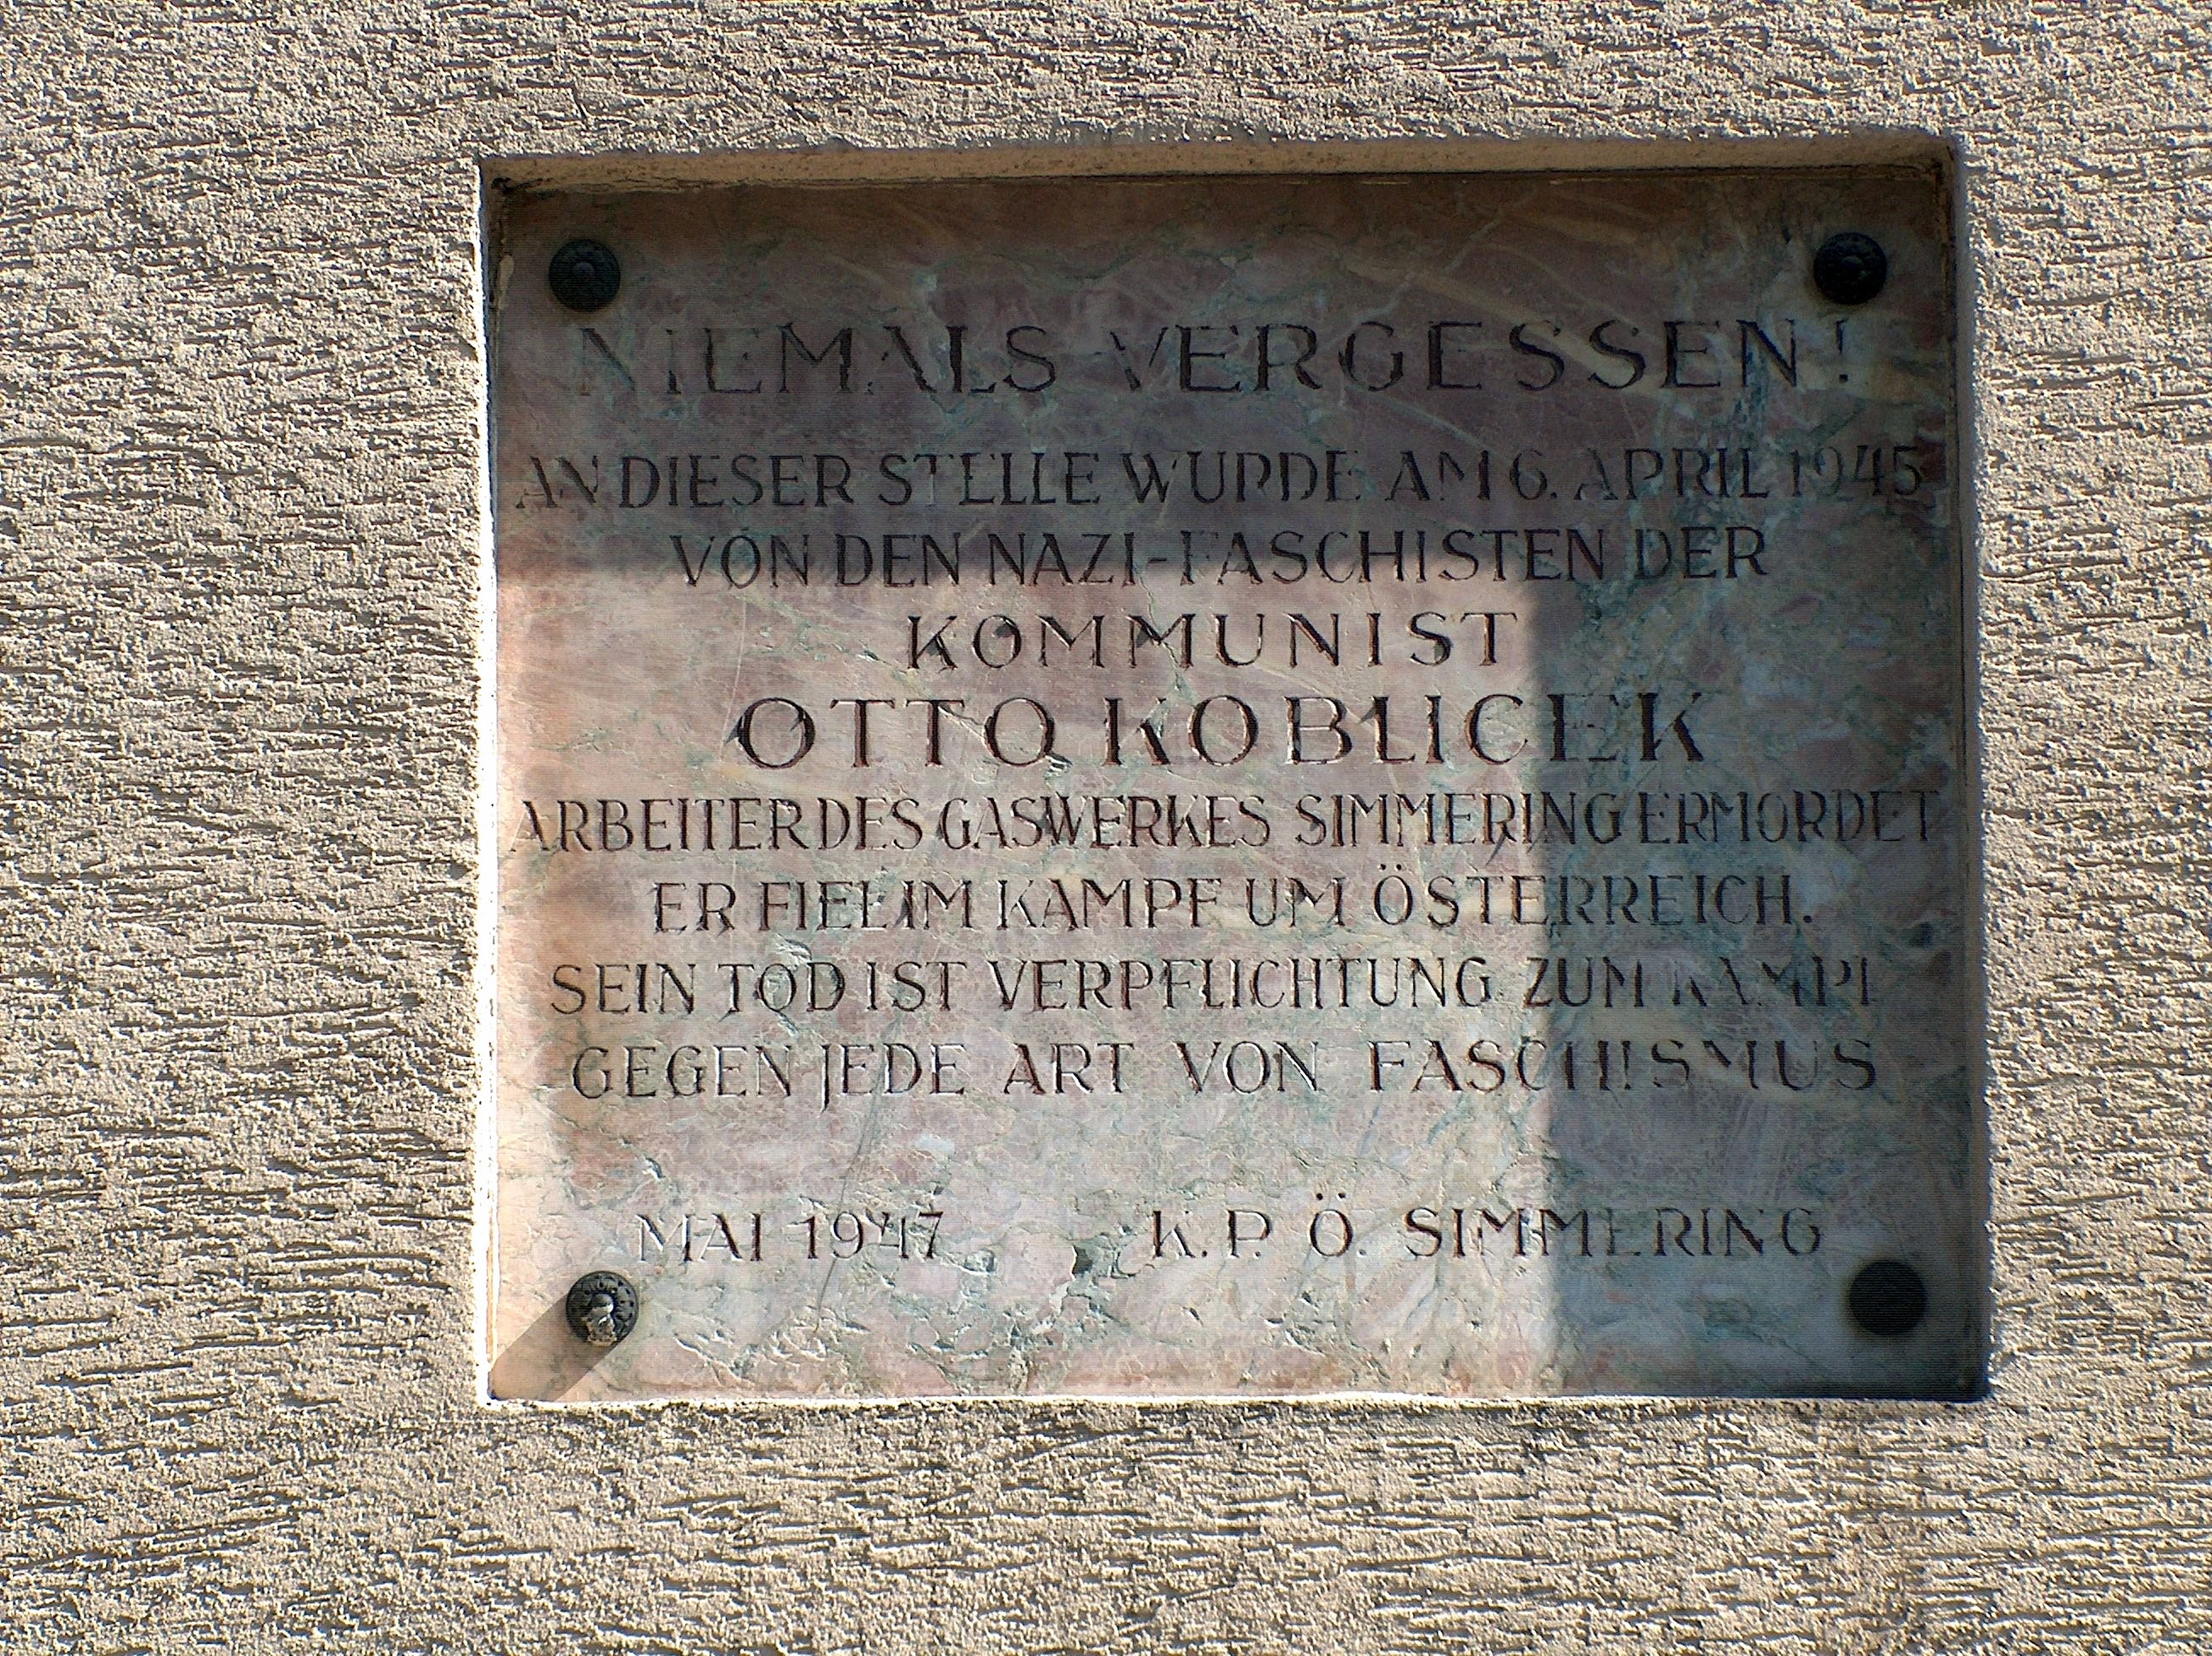 NIEMALS VERGESSEN!
AN DIESER STELLE WURDE AM 6. APRIL 1945
VON DEN NAZI-FASCHISTEN DER
KOMMUNIST
OTTO KOBLICEK
ARBEITER DES GASWERKES SIMMERING ERMORDET
ER FIEL IM KAMPF UM ÖSTERREICH.
SEIN TOD IST VERPFLICHTUNG ZUM KAMPF
GEGEN JEDE ART VON FASCHISMUS
MAI 1947 K. P. Ö. SIMMERING